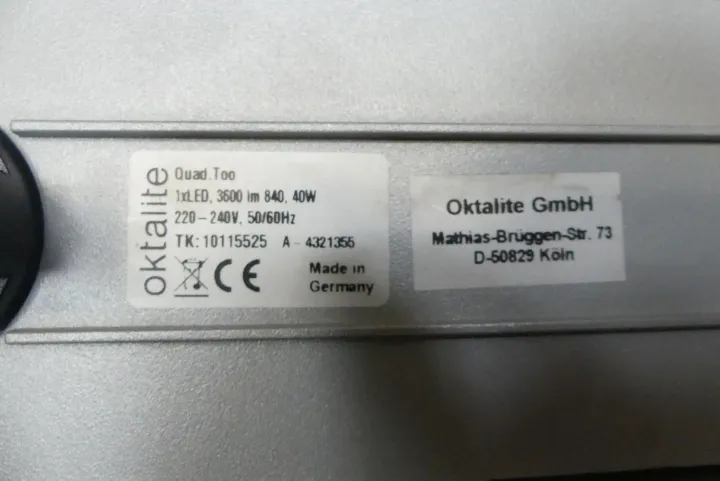 oktalite
Quad.Too
1xLED, 3600 lm 840, 40W
220-240V, 50/60Hz
TK: 10115525 A - 4321355
CE
Made in
Germany
Oktalite GmbH
Mathias-Brüggen-Str. 73
D-50829 Köln